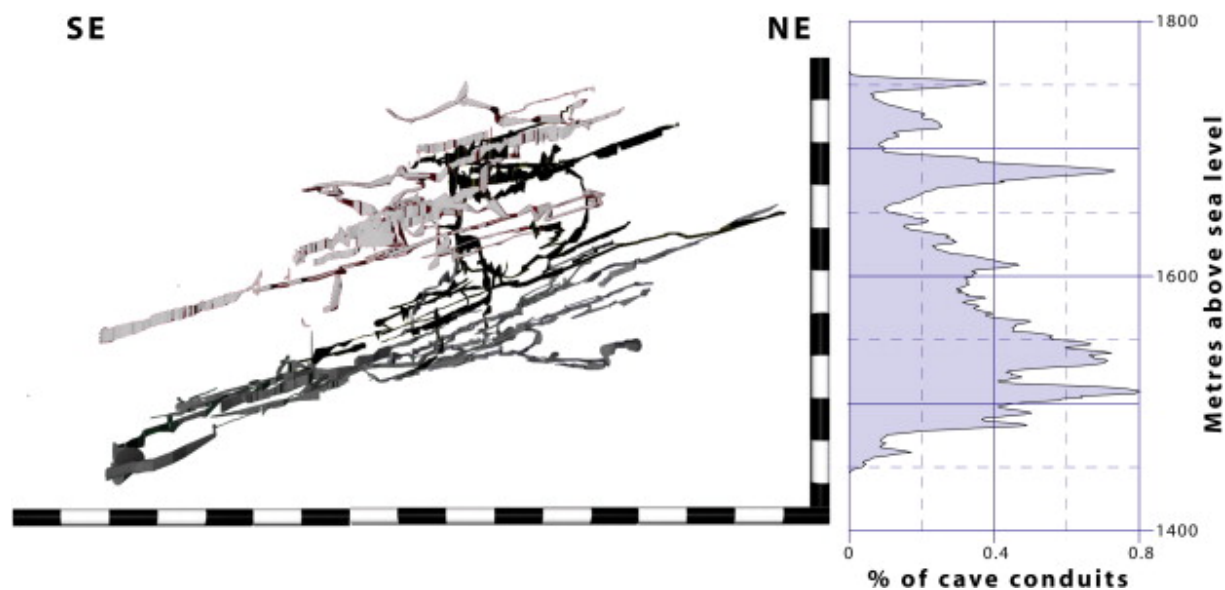 SE
NE
1800
1600
1400
Metres above sea level
0 0.4 0.8
% of cave conduits